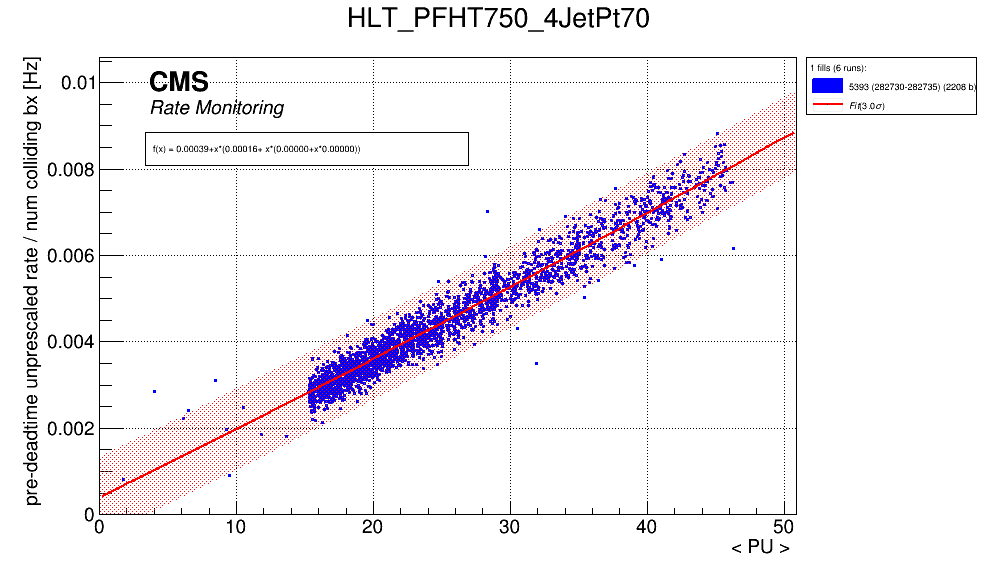 HLT_PFHT750_4JetPt70
pre-deadtime unprescaled rate / num colliding bx [Hz]
CMS
Rate Monitoring
f(x) = 0.00039+x*(0.00016+ x*(0.00000+x*0.00000))
0.01
0.008
0.006
0.004
0.002
0
0 10 20 30 40 50
< PU >
1 fills (6 runs):
5393 (282730-282735) (2208 b)
Fit(3.0σ)